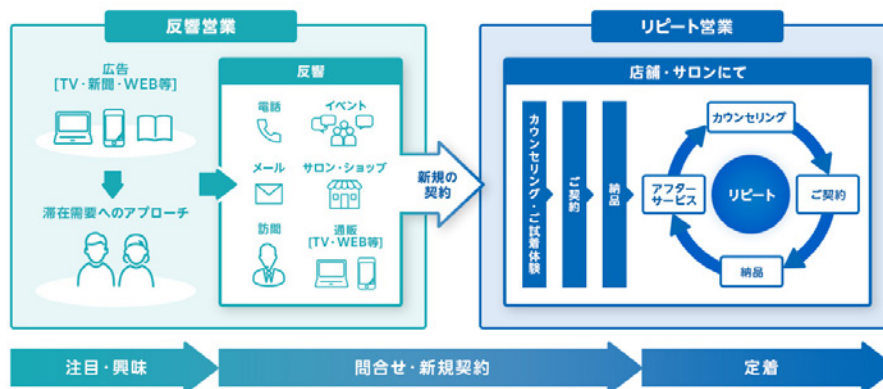 反響営業
広告
[TV・新聞・WEB等]
滞在需要へのアプローチ
反響
電話
イベント
メール
サロン・ショップ
訪問
通販
[TV・WEB等]
新規の
契約
リピート営業
店舗・サロンにて
カウンセリング・ご試着体験
ご契約
納品
カウンセリング
ご契約
納品
アフター
サービス
リピート
注目・興味
問合せ・新規契約
定着